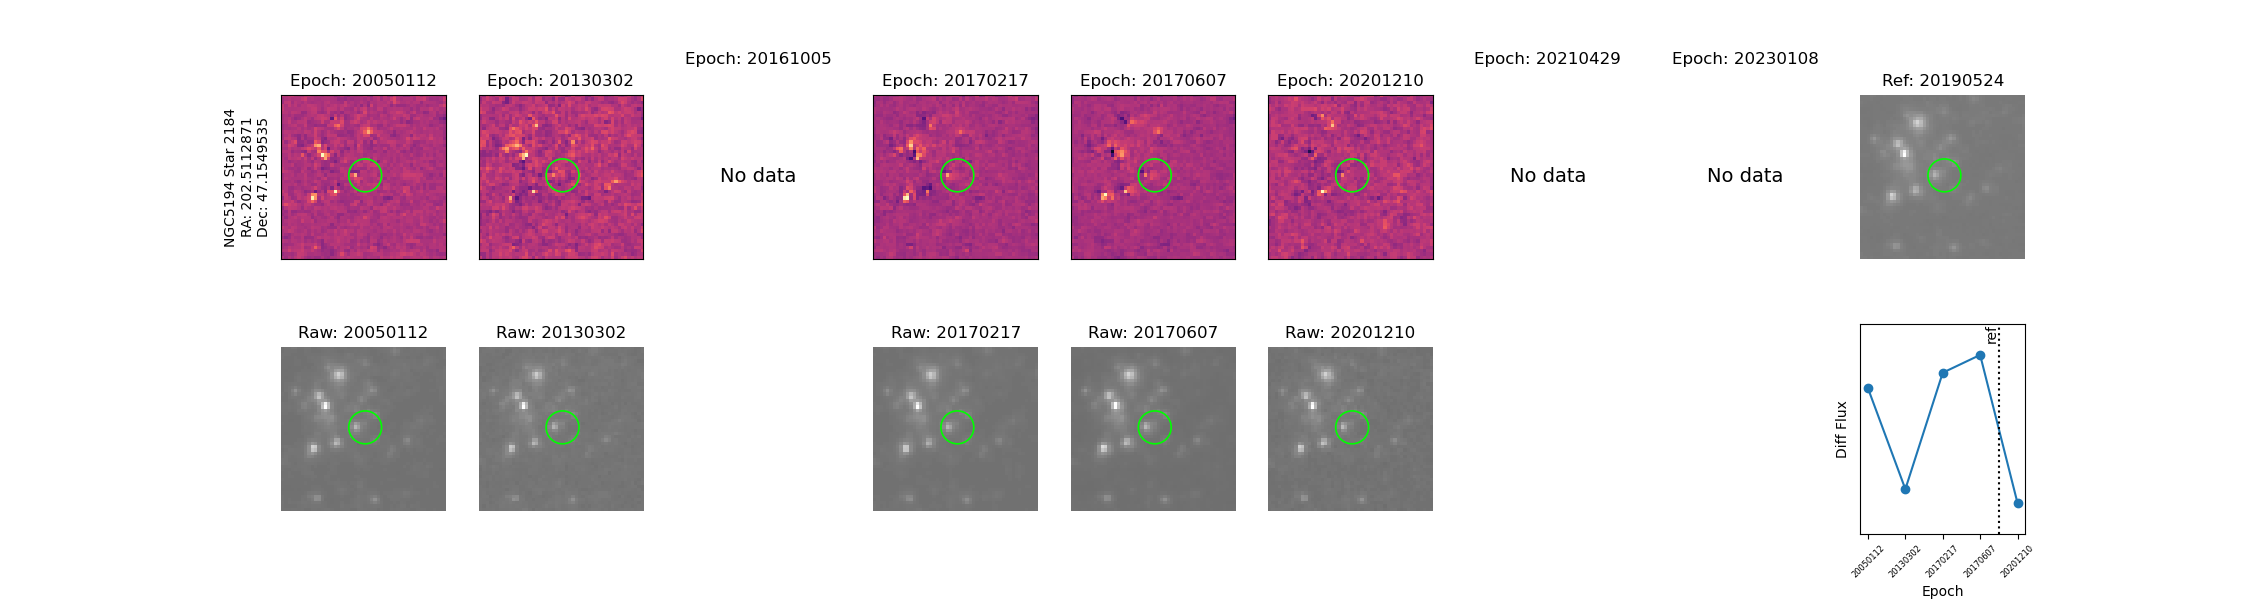 Epoch: 20050112
Epoch: 20130302
Epoch: 20161005
Epoch: 20170217
Epoch: 20170607
Epoch: 20201210
Epoch: 20210429
Epoch: 20230108
Ref: 20190524
NGC5194 Star 2184
RA: 202.5112871
Dec: 47.1549535
No data
No data
No data
Raw: 20050112
Raw: 20130302
Raw: 20170217
Raw: 20170607
Raw: 20201210
Diff Flux
ref
20050112
20130302
20170217
20170607
20201210
Epoch